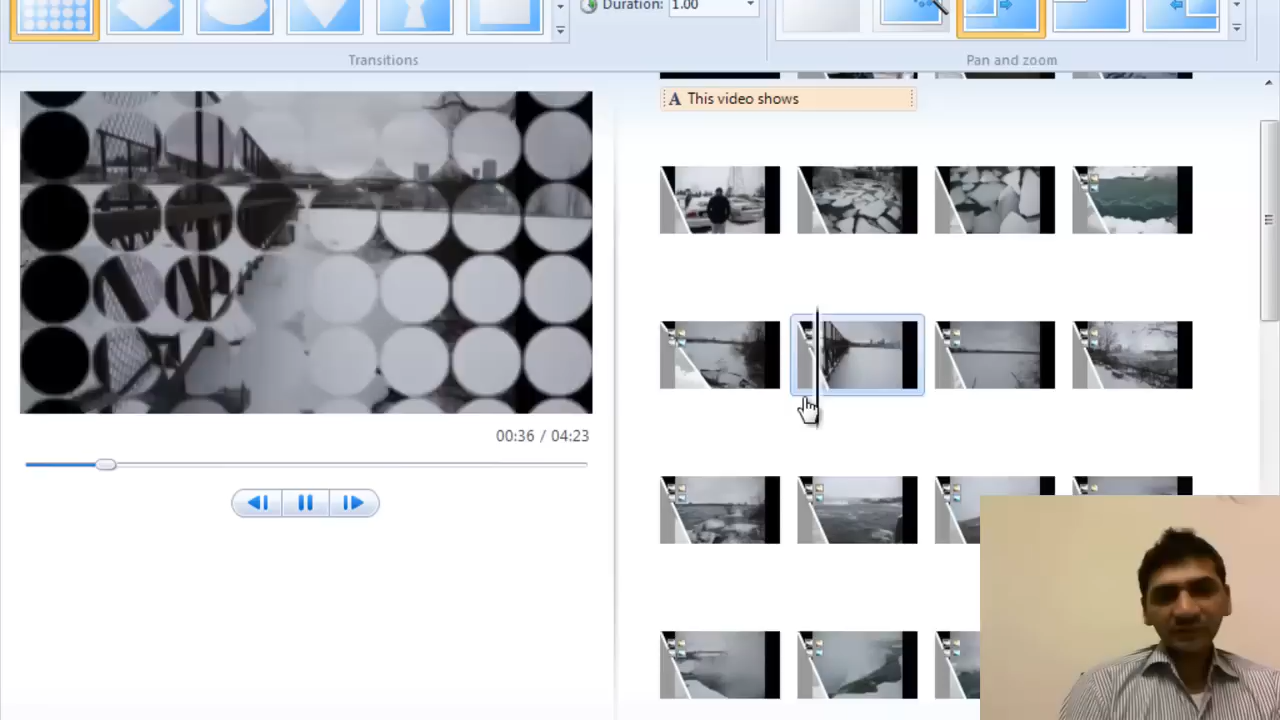 Duration: 1.00
Transitions
Pan and zoom
A This video shows
00:36 / 04:23